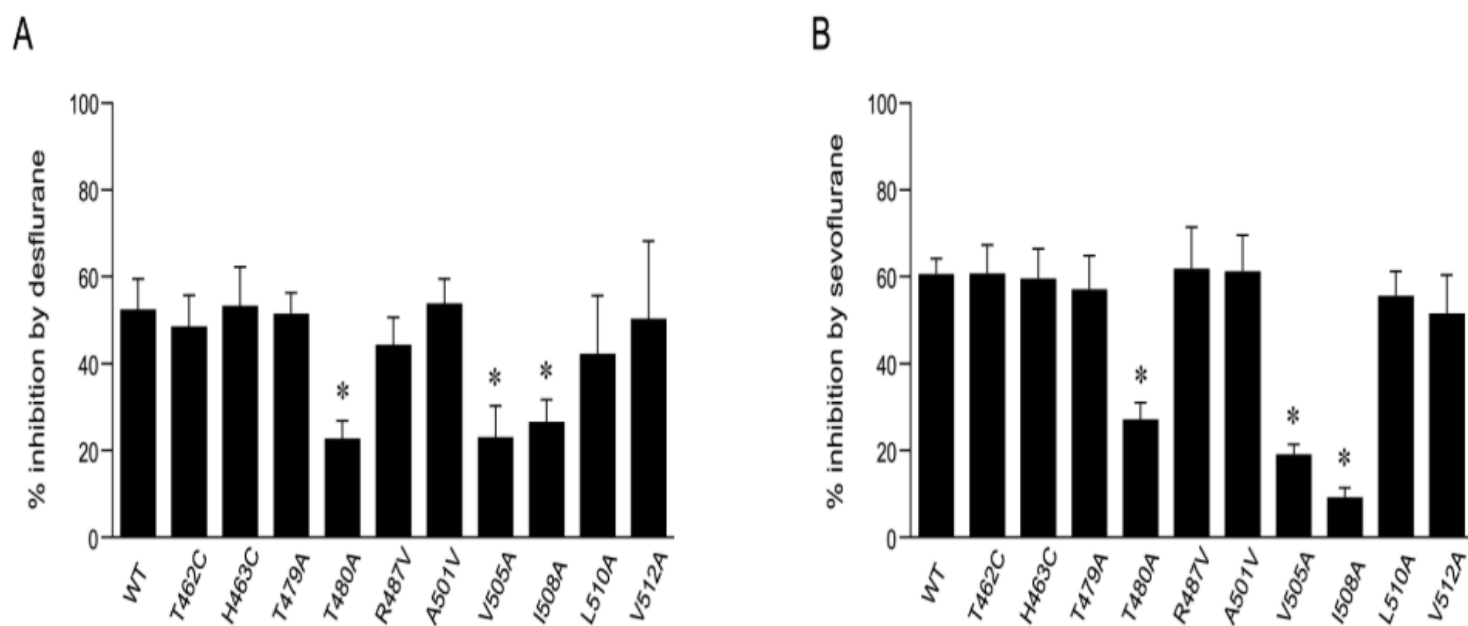 A
% inhibition by desflurane
100
80
60
40
20
0
*
*
*
WT
T462C
H463C
T479A
T480A
R487V
A501V
V505A
I508A
L510A
V512A
B
% inhibition by sevoflurane
100
80
60
40
20
0
*
*
*
WT
T462C
H463C
T479A
T480A
R487V
A501V
V505A
I508A
L510A
V512A